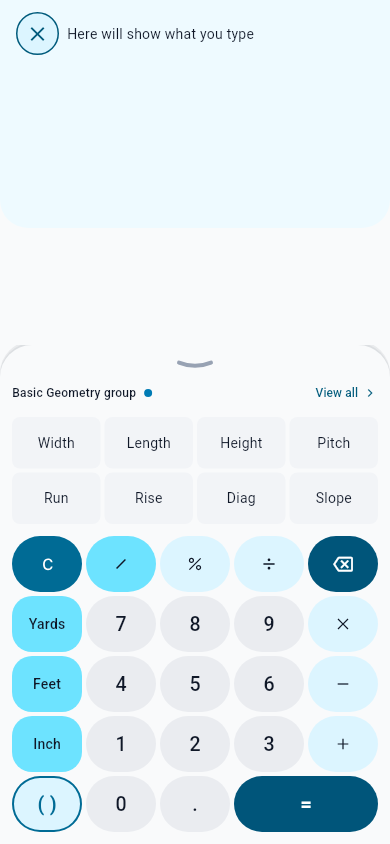 Here will show what you type
Basic Geometry group View all
Width Length Height Pitch
Run Rise Diag Slope
C / % ÷
Yards 7 8 9 ×
Feet 4 5 6 −
Inch 1 2 3 +
( ) 0 . =